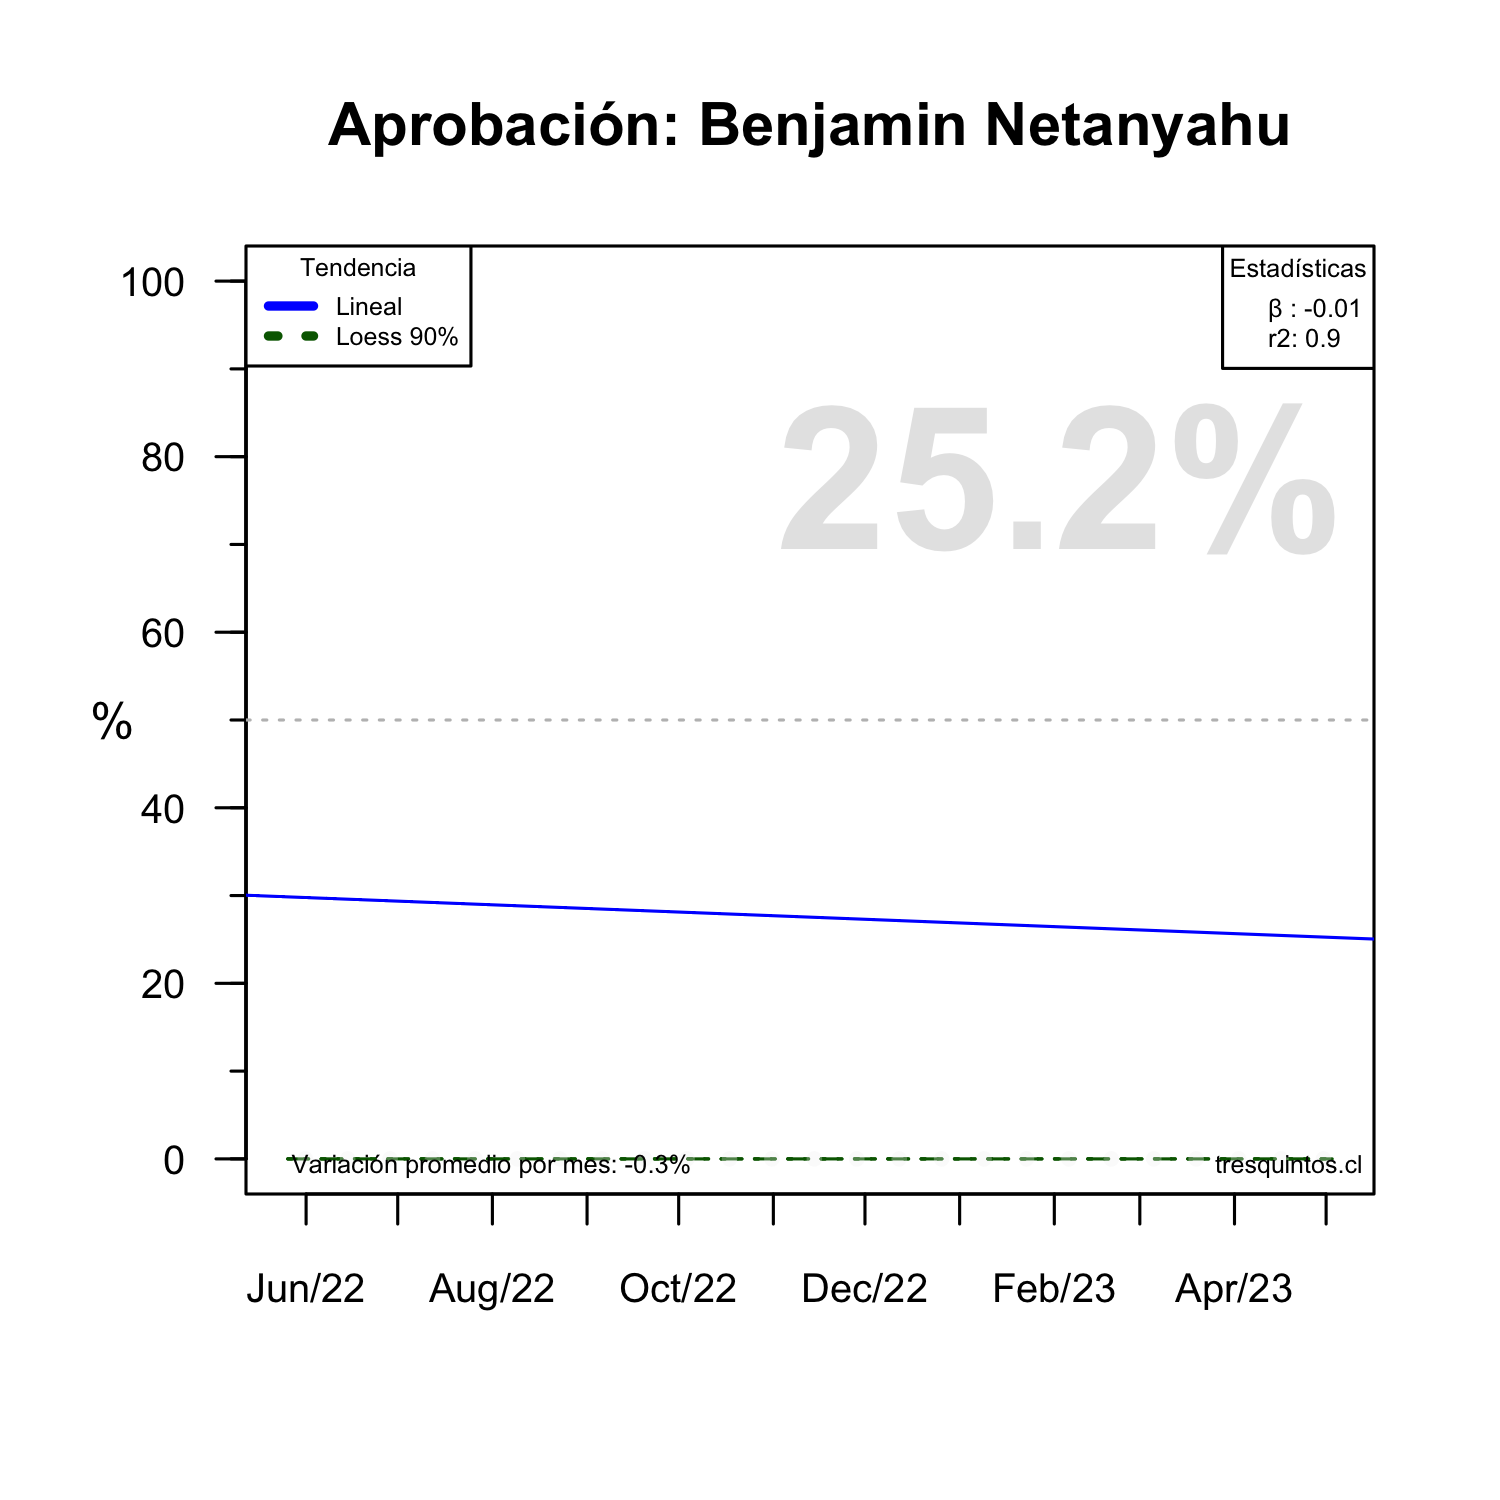 Aprobación: Benjamin Netanyahu
Tendencia
Lineal
Loess 90%
Estadísticas
β : -0.01
r2: 0.9
25.2%
100
80
60
%
40
20
0
Variación promedio por mes: -0.3%
tresquintos.cl
Jun/22 Aug/22 Oct/22 Dec/22 Feb/23 Apr/23